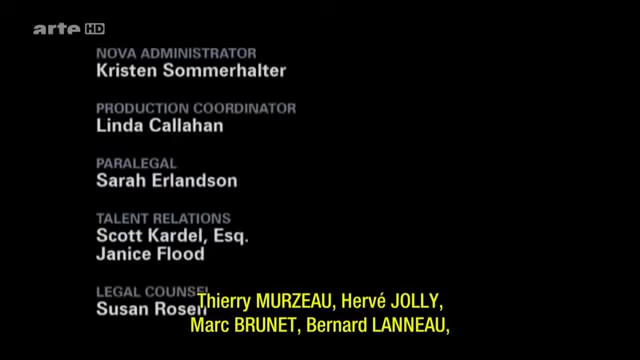 arte HD
NOVA ADMINISTRATOR
Kristen Sommerhalter
PRODUCTION COORDINATOR
Linda Callahan
PARALEGAL
Sarah Erlandson
TALENT RELATIONS
Scott Kardel, Esq.
Janice Flood
LEGAL COUNSEL
Susan Rosen
Thierry MURZEAU, Hervé JOLLY,
Marc BRUNET, Bernard LANNEAU,